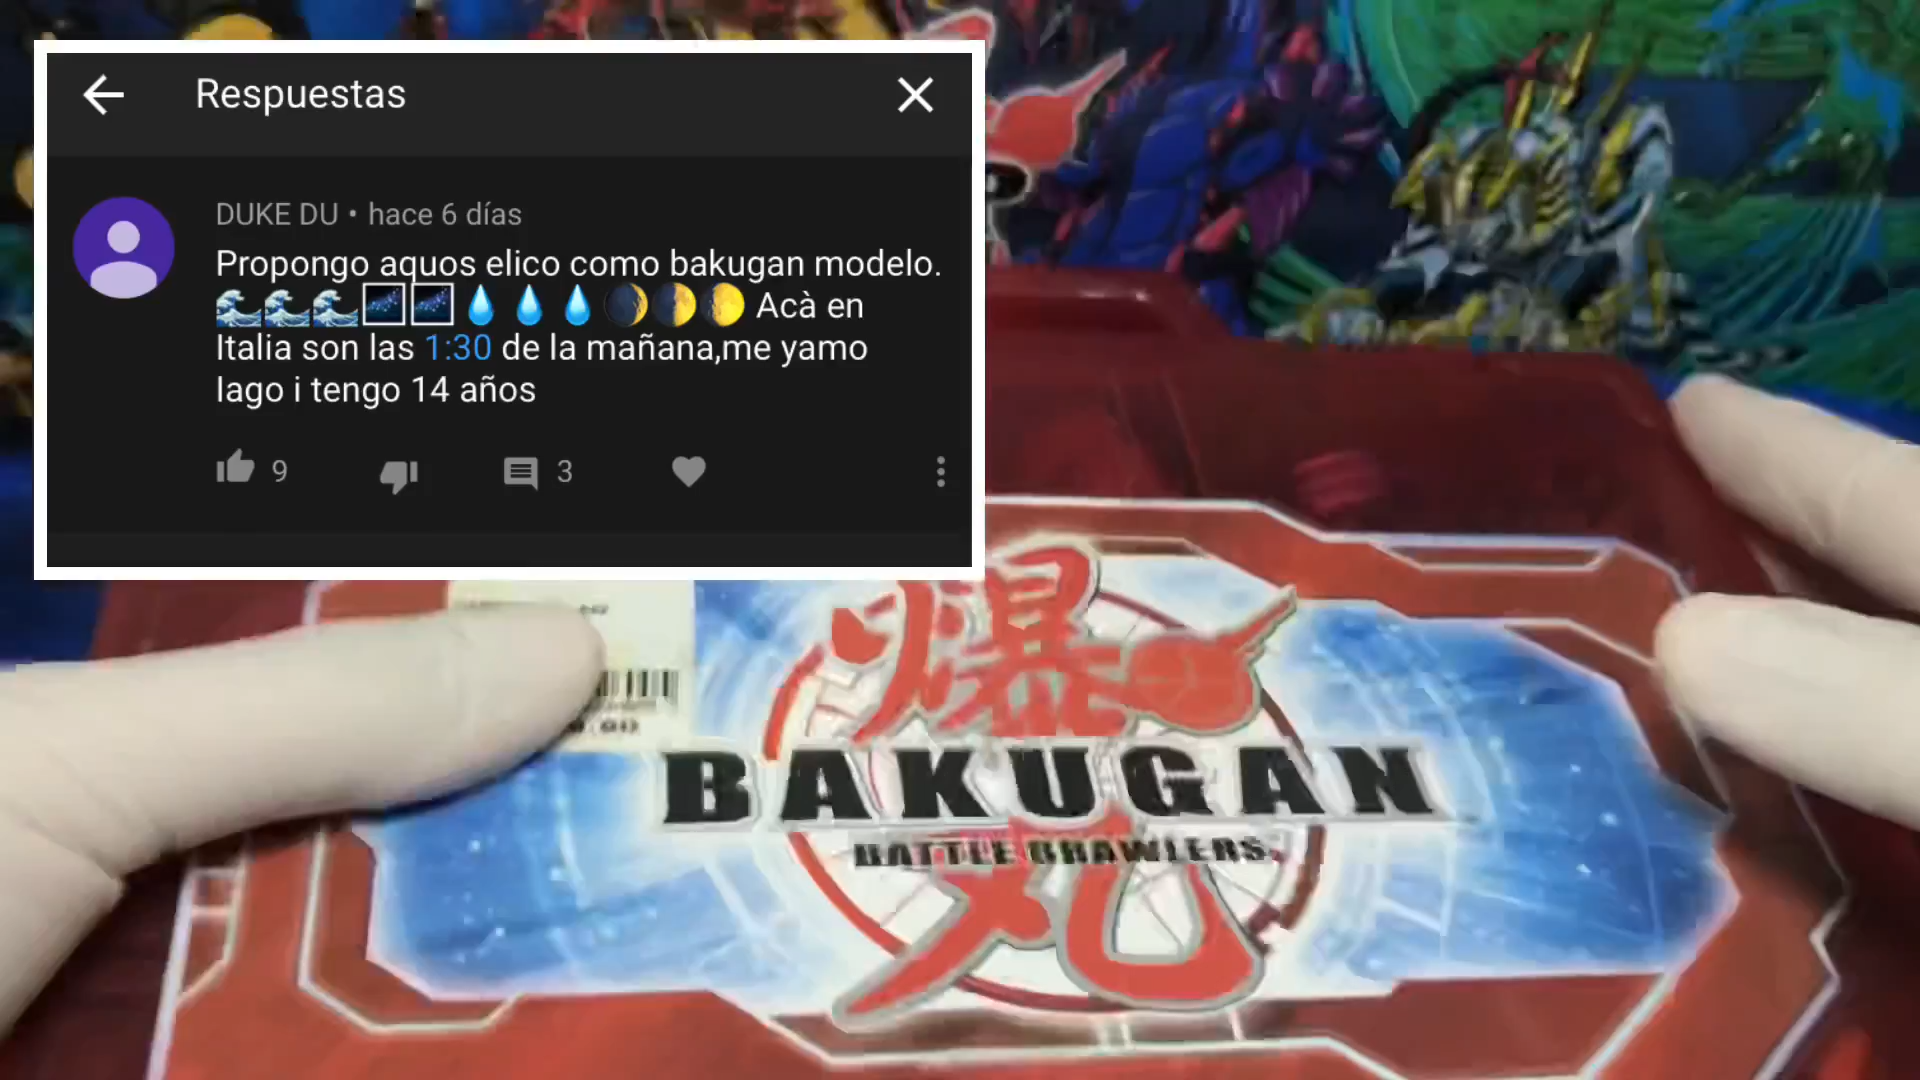 Respuestas
DUKE DU • hace 6 días
Propongo aquos elico como bakugan modelo.
🌊🌊🌊🌌🌌💧💧💧🌒🌓🌔 Acà en
Italia son las 1:30 de la mañana,me yamo
Iago i tengo 14 años
9
3
爆
BAKUGAN
BATTLE BRAWLERS
丸